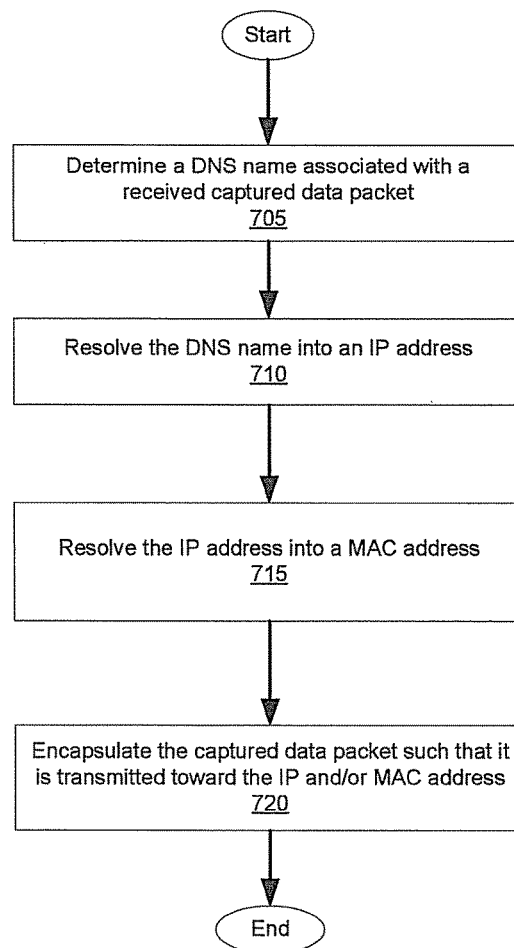 Start
Determine a DNS name associated with a
received captured data packet
705
Resolve the DNS name into an IP address
710
Resolve the IP address into a MAC address
715
Encapsulate the captured data packet such that it
is transmitted toward the IP and/or MAC address
720
End